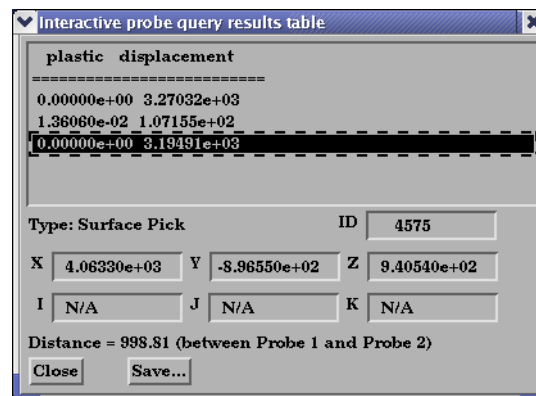 Interactive probe query results table
plastic displacement
==========================
0.00000e+00 3.27032e+03
1.36060e-02 1.07155e+02
0.00000e+00 3.19491e+03
Type: Surface Pick ID 4575
X 4.06330e+03 Y -8.96550e+02 Z 9.40540e+02
I N/A J N/A K N/A
Distance = 998.81 (between Probe 1 and Probe 2)
Close Save...